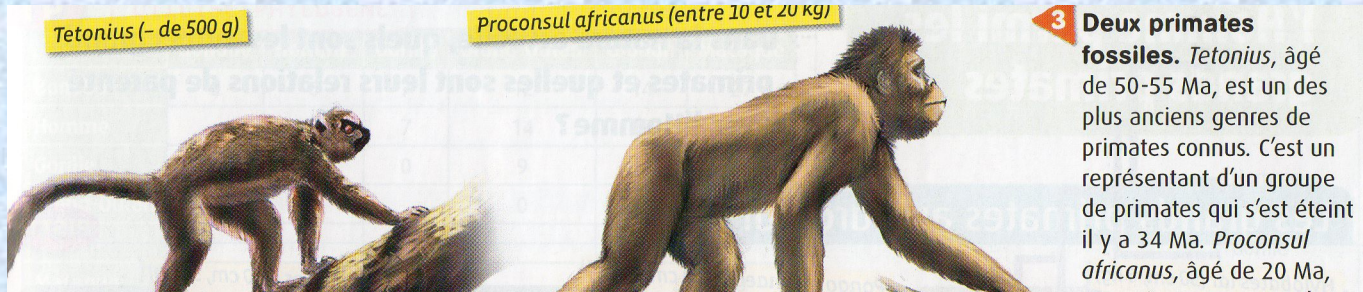 Tetonius (– de 500 g)
Proconsul africanus (entre 10 et 20 kg)
3 Deux primates
fossiles. Tetonius, âgé
de 50-55 Ma, est un des
plus anciens genres de
primates connus. C'est un
représentant d'un groupe
de primates qui s'est éteint
il y a 34 Ma. Proconsul
africanus, âgé de 20 Ma,